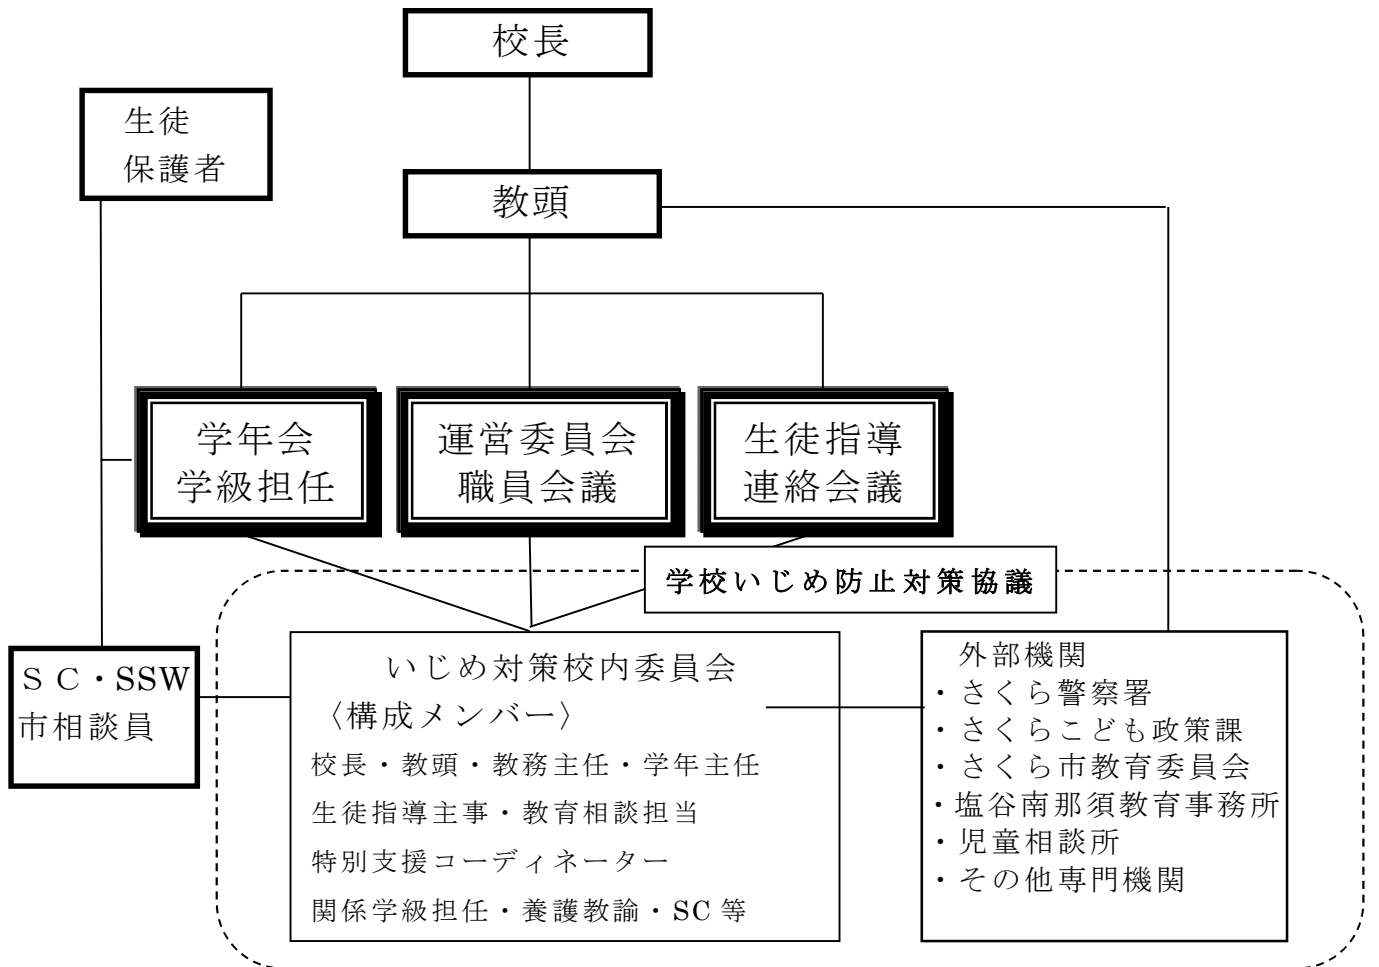 校長
生徒
保護者
教頭
学年会
学級担任
運営委員会
職員会議
生徒指導
連絡会議
学校いじめ防止対策協議
ＳＣ・SSW
市相談員
いじめ対策校内委員会
〈構成メンバー〉
校長・教頭・教務主任・学年主任
生徒指導主事・教育相談担当
特別支援コーディネーター
関係学級担任・養護教諭・SC 等
外部機関
・さくら警察署
・さくらこども政策課
・さくら市教育委員会
・塩谷南那須教育事務所
・児童相談所
・その他専門機関